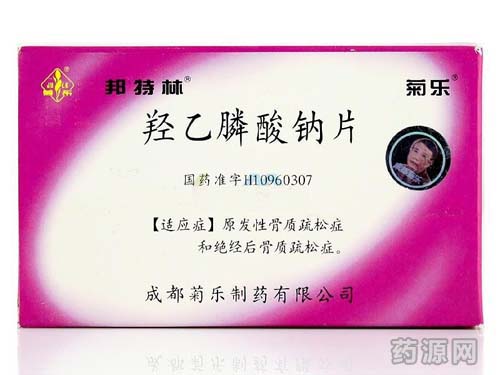 邦特林® 菊乐®
羟乙膦酸钠片
国药准字H10960307
【适应症】原发性骨质疏松症
和绝经后骨质疏松症。
成都菊乐制药有限公司
药源网